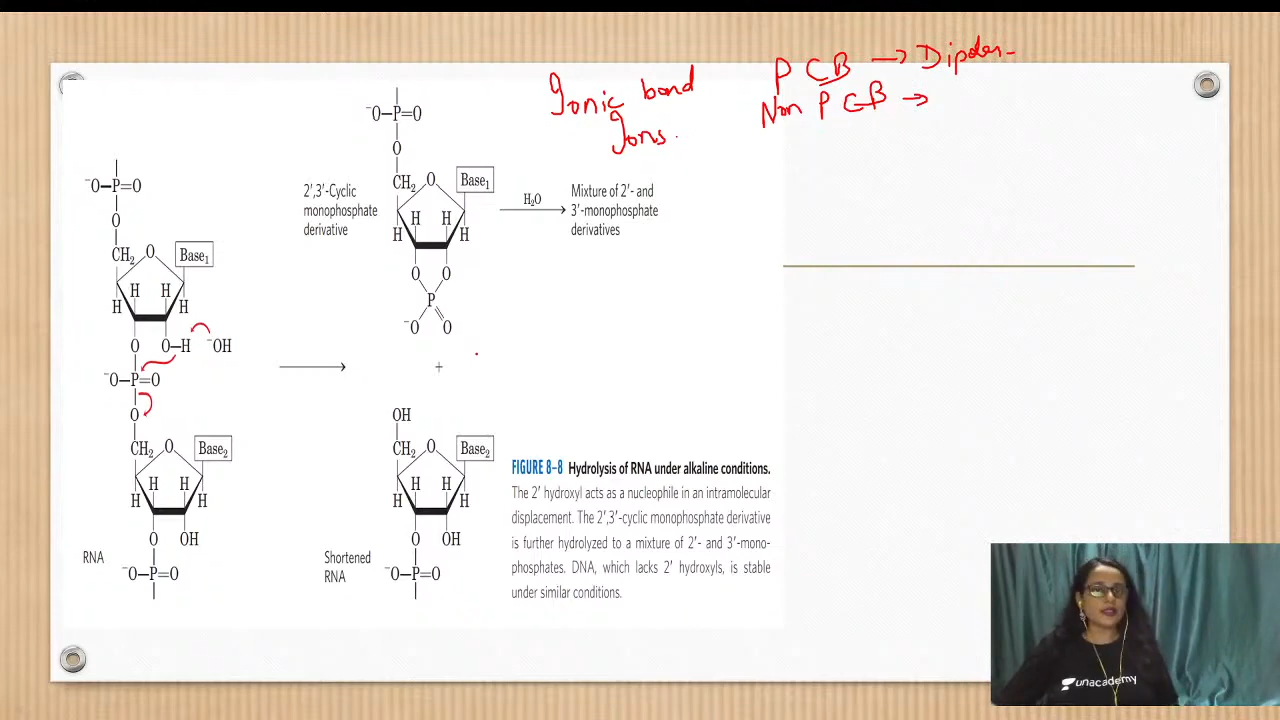 Ionic bond
Ions.
P CB → Dipoles-
Non P CB →
⁻O–P=O
O
CH₂
O
Base₁
H
H
H
H
O
O–H
⁻OH
⁻O–P=O
O
CH₂
O
Base₂
H
H
H
H
O
OH
RNA
⁻O–P=O
2′,3′-Cyclic
monophosphate
derivative
⁻O–P=O
O
CH₂
O
Base₁
H
H
H
H
O
O
P
⁻O
O
H₂O
Mixture of 2′- and
3′-monophosphate
derivatives
+
OH
CH₂
O
Base₂
H
H
H
H
O
OH
Shortened
RNA
⁻O–P=O
FIGURE 8–8 Hydrolysis of RNA under alkaline conditions.
The 2′ hydroxyl acts as a nucleophile in an intramolecular
displacement. The 2′,3′-cyclic monophosphate derivative
is further hydrolyzed to a mixture of 2′- and 3′-mono-
phosphates. DNA, which lacks 2′ hydroxyls, is stable
under similar conditions.
unacademy